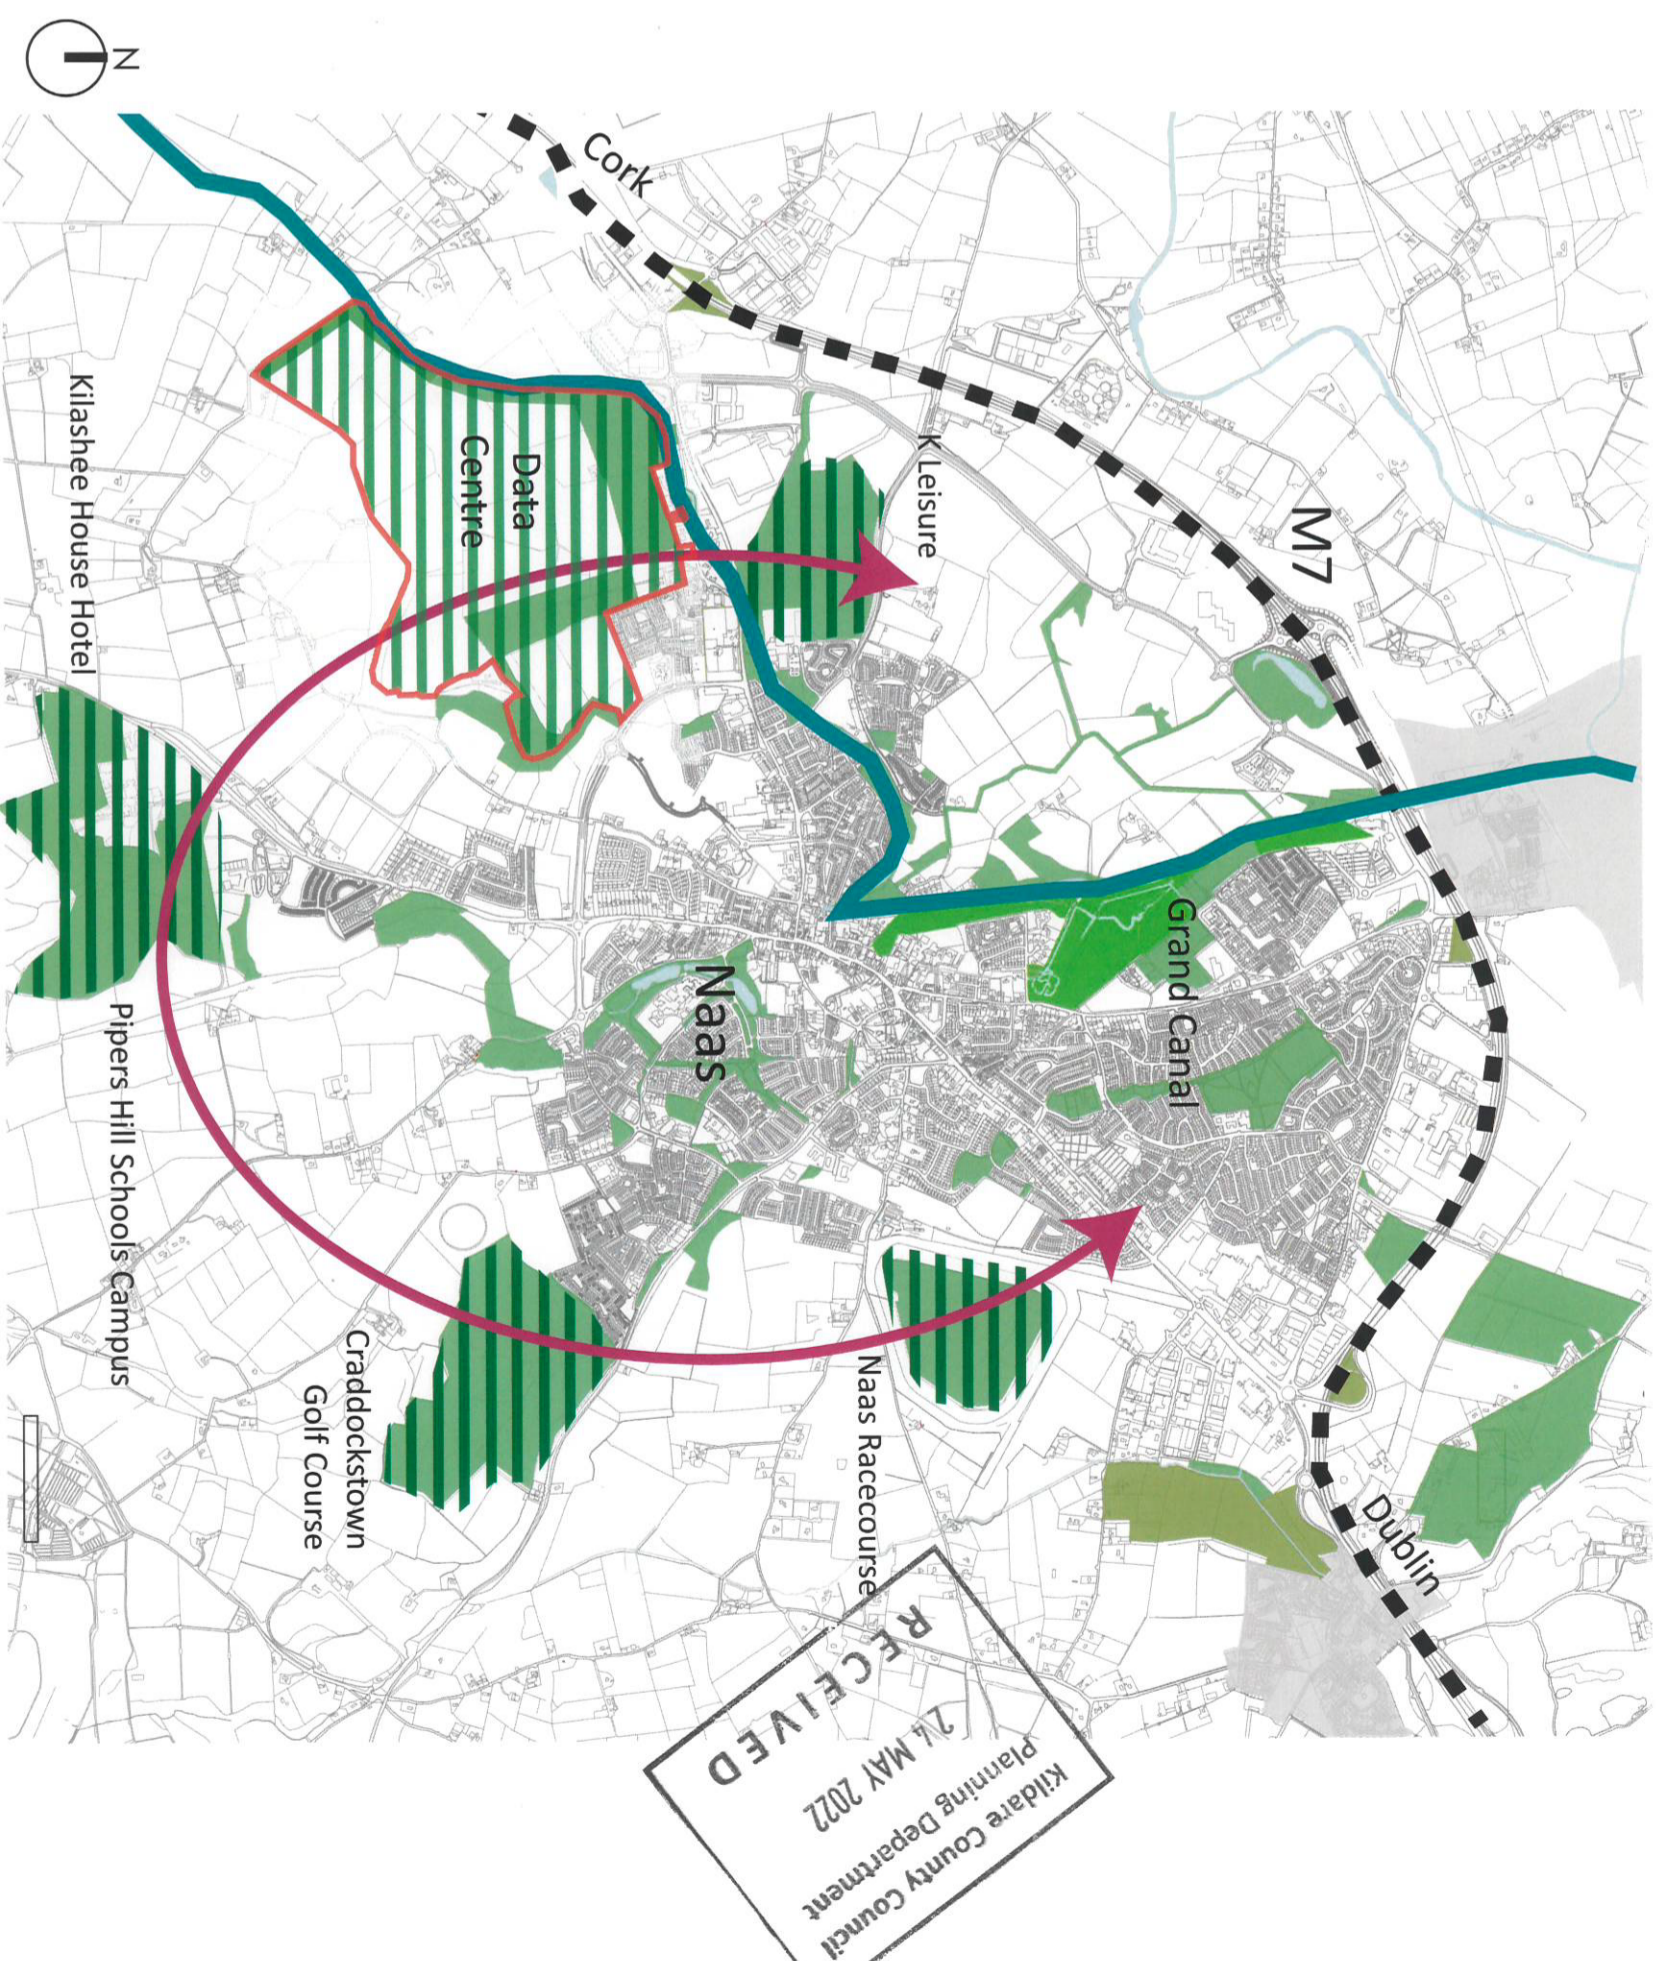 N
Cork
M7
K Leisure
Data
Centre
Kilashee House Hotel
Grand Canal
Naas
Pipers Hill Schools Campus
Craddockstown
Golf Course
Naas Racecourse
Dublin
Kildare County Council
Planning Department
24 MAY 2022
RECEIVED